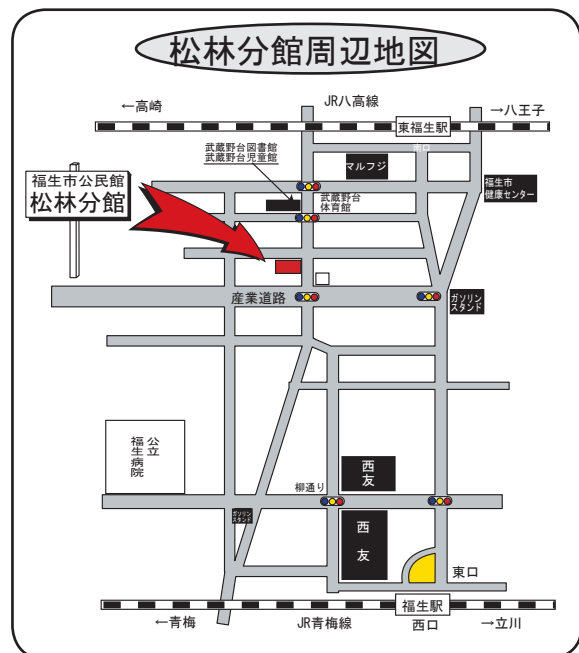 松林分館周辺地図
←高崎
JR八高線
→八王子
東福生駅
南口
武蔵野台図書館
武蔵野台児童館
マルフジ
福生市公民館
松林分館
武蔵野台
体育館
福生市
健康センター
産業道路
ガソリン
スタンド
公立
福生病院
西友
柳通り
ガソリン
スタンド
西友
東口
←青梅
JR青梅線
福生駅
西口
→立川